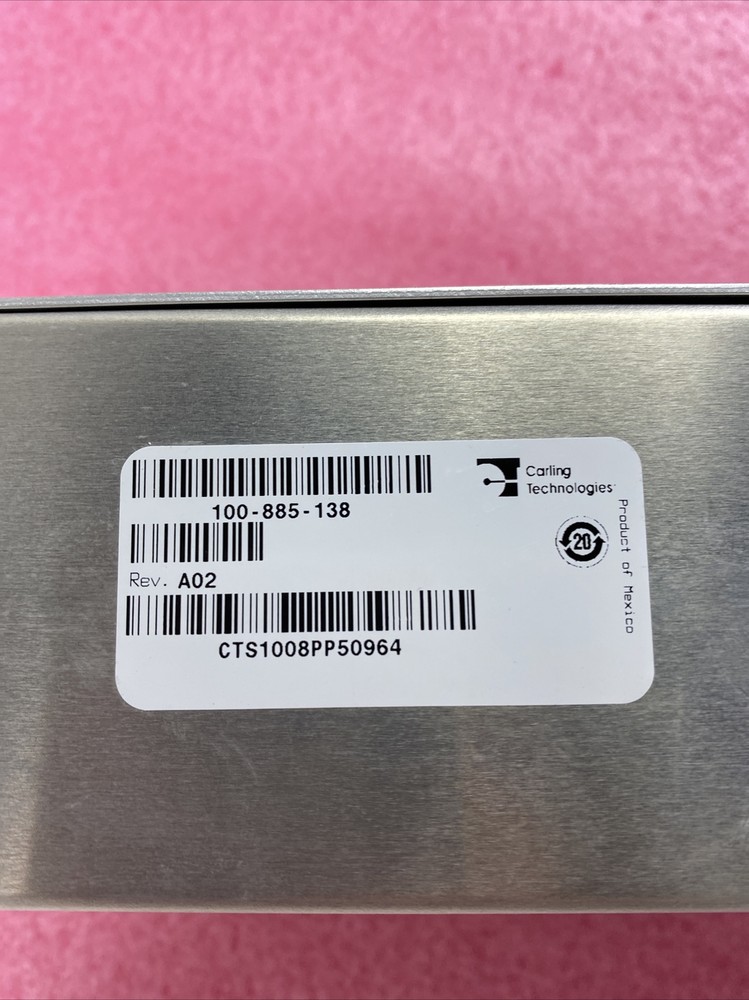 100-885-138
Rev. A02
CTS1008PP50964
Carling
Technologies
20
Product of Mexico